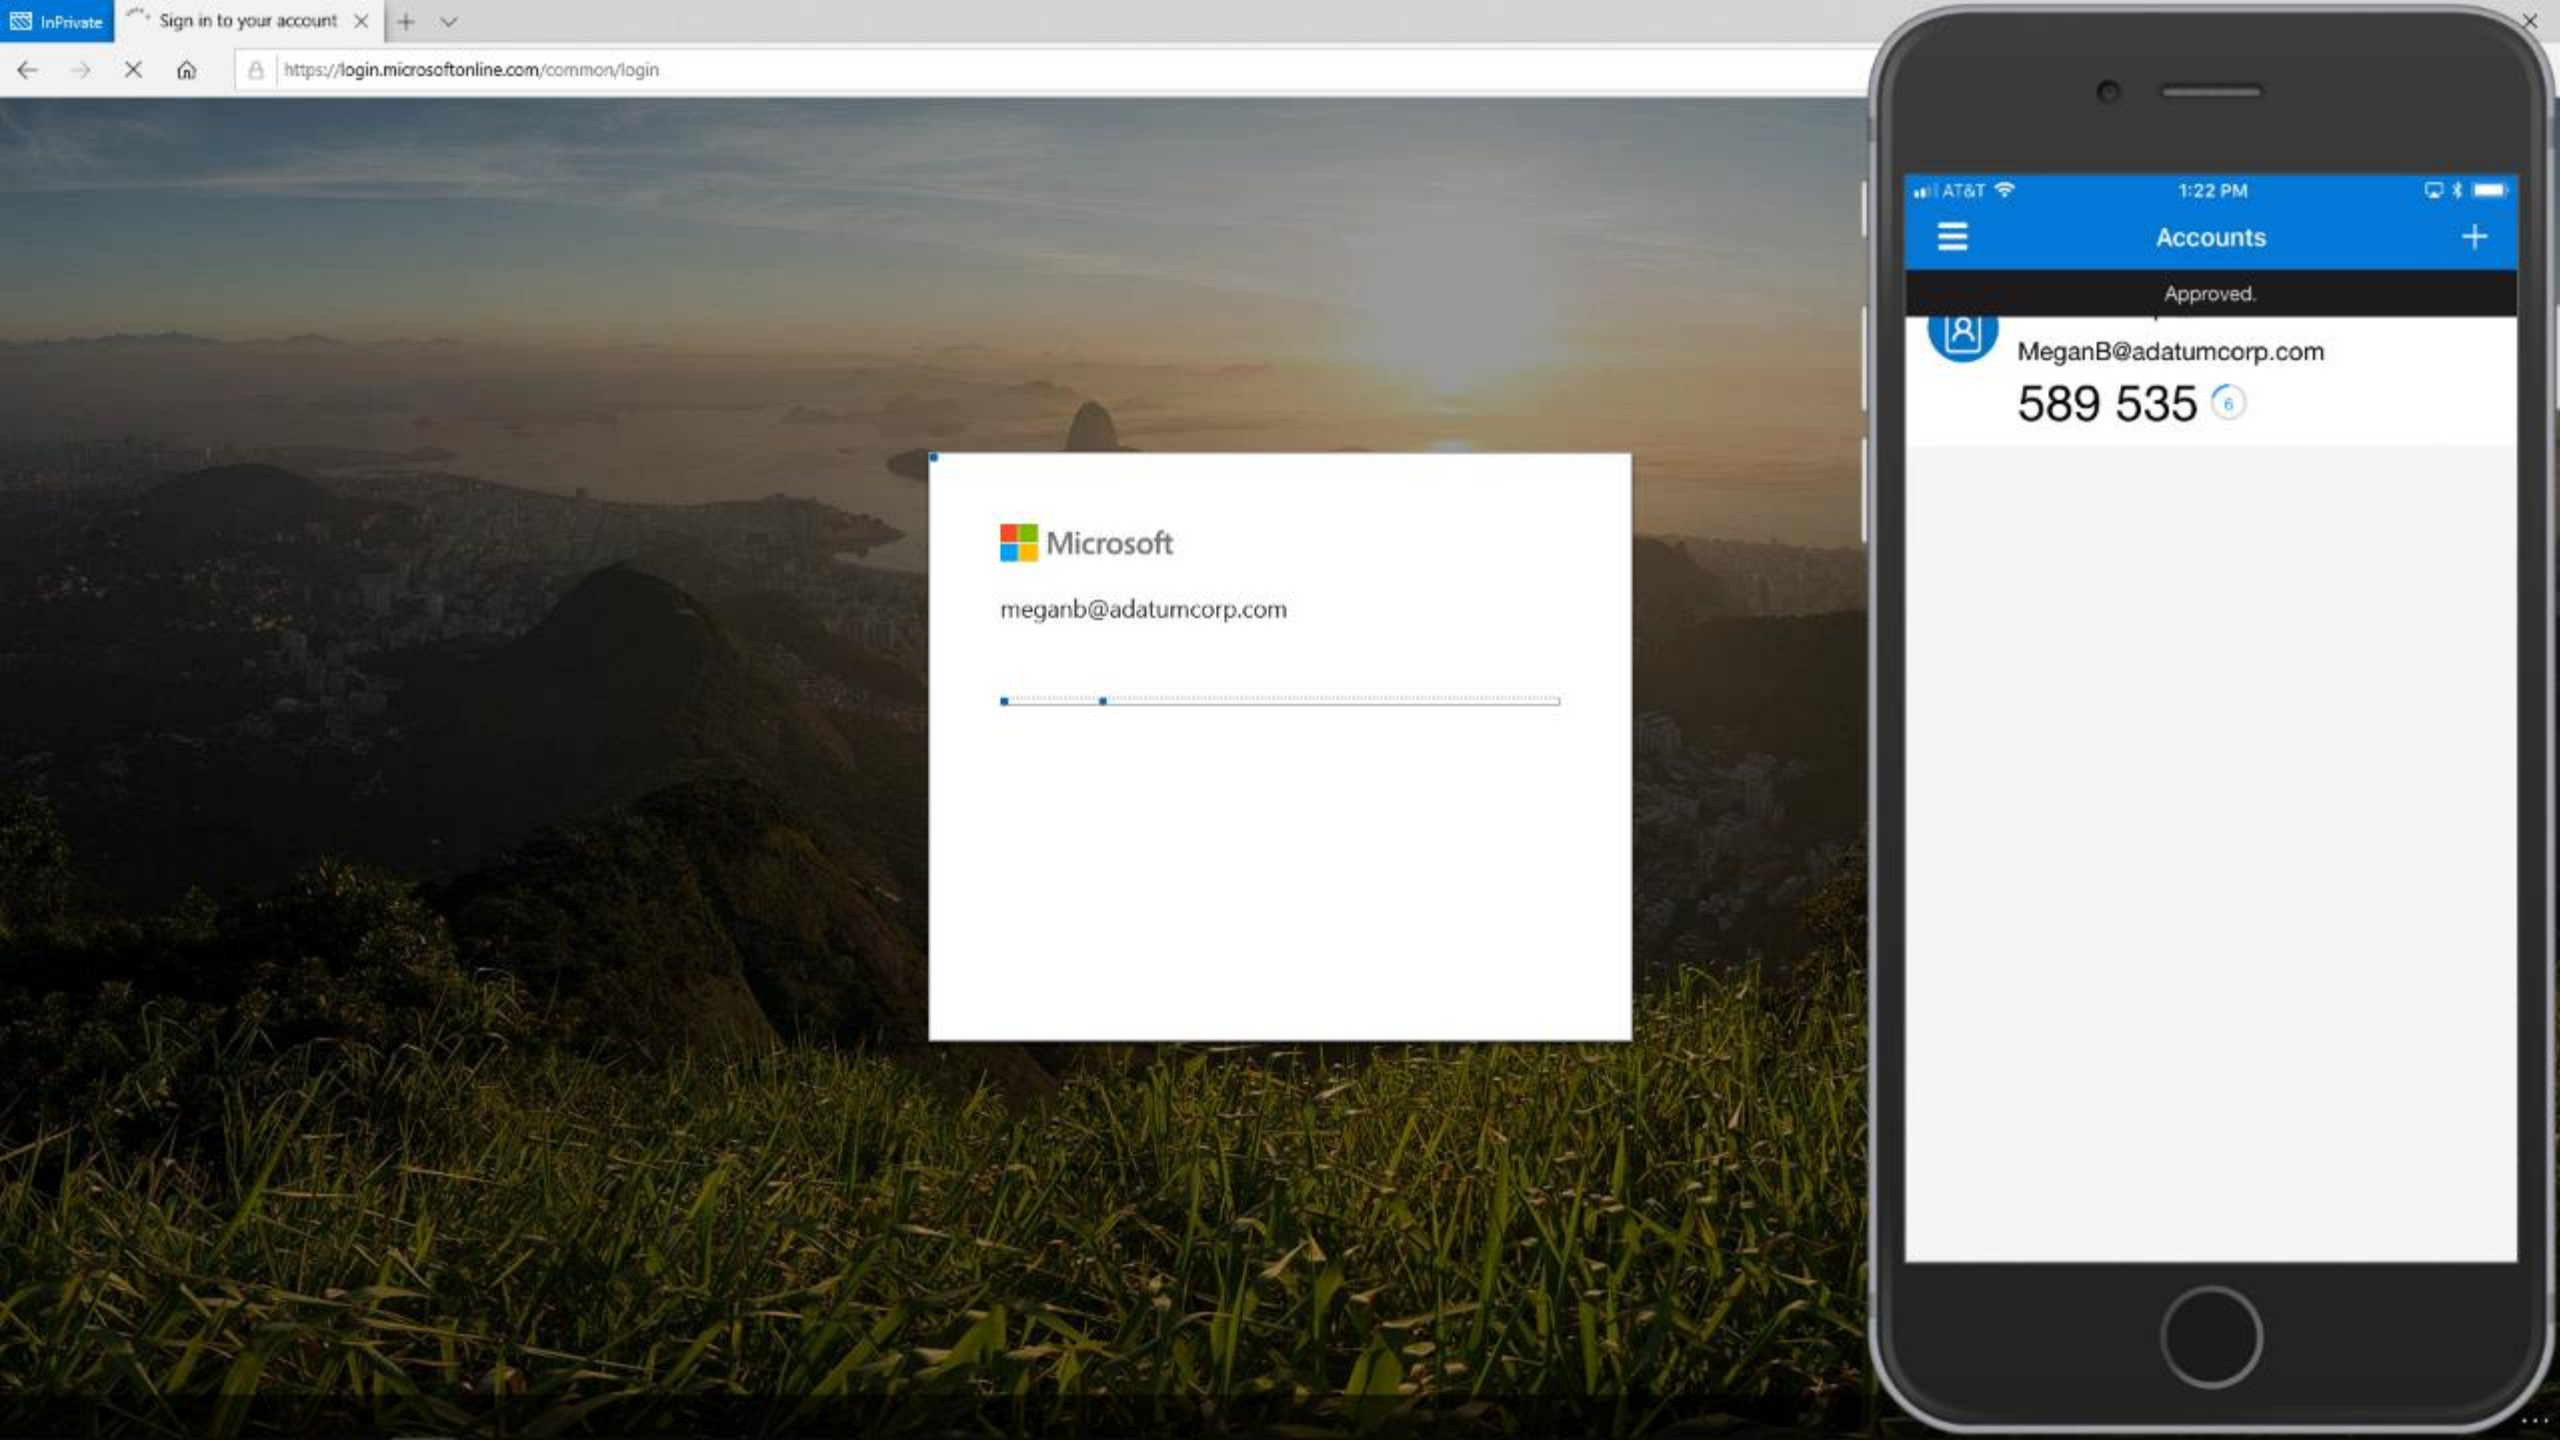 InPrivate
Sign in to your account
https://login.microsoftonline.com/common/login
Microsoft
meganb@adatumcorp.com
AT&T
1:22 PM
Accounts
Approved.
MeganB@adatumcorp.com
589 535
6